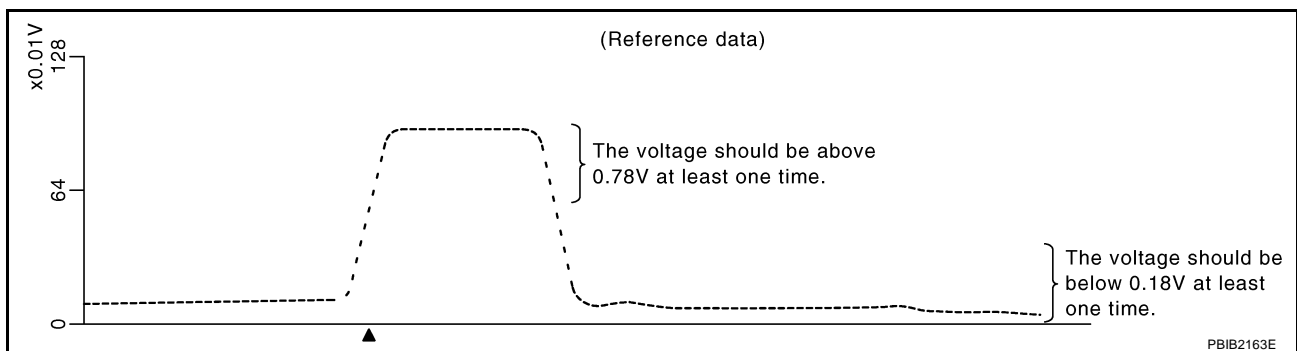 (Reference data)
x0.01V
128
64
0
The voltage should be above
0.78V at least one time.
The voltage should be
below 0.18V at least
one time.
PBIB2163E